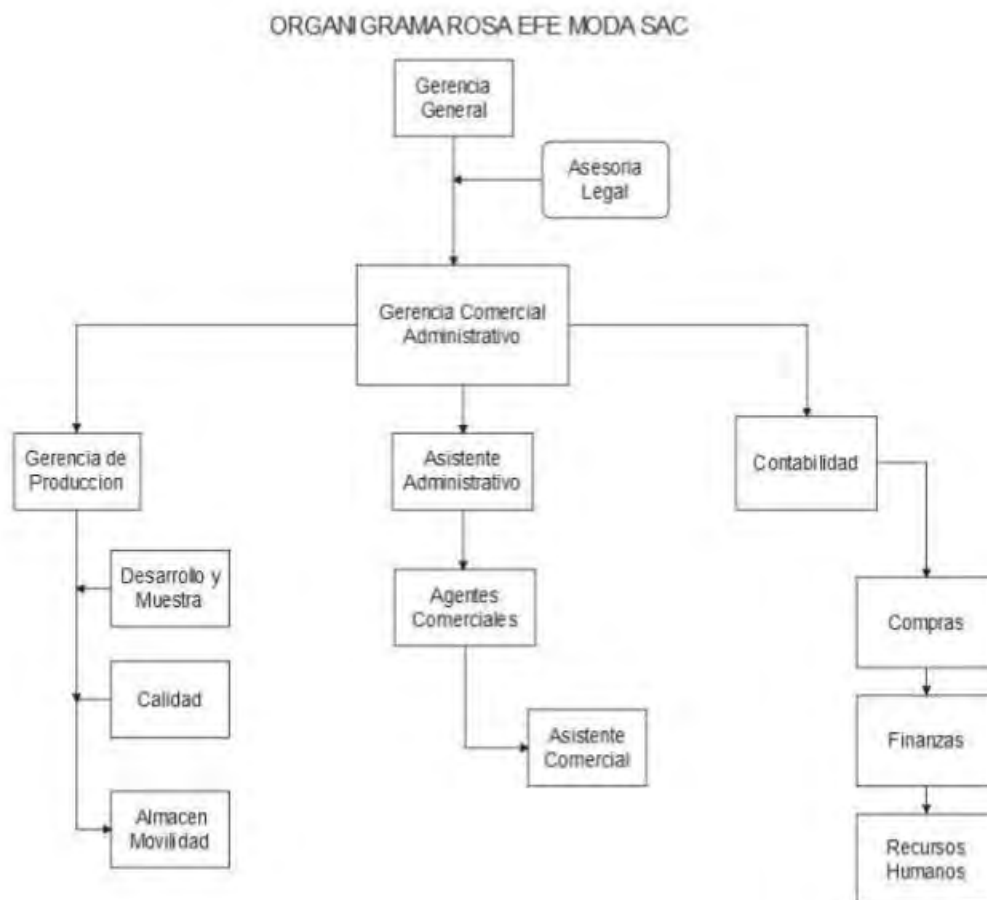 ORGANIGRAMA ROSA EFE MODA SAC
Gerencia
General
Asesoria
Legal
Gerencia Comercial
Administrativo
Gerencia de
Produccion
Asistente
Administrativo
Contabilidad
Desarrollo y
Muestra
Agentes
Comerciales
Compras
Calidad
Asistente
Comercial
Finanzas
Almacen
Movilidad
Recursos
Humanos